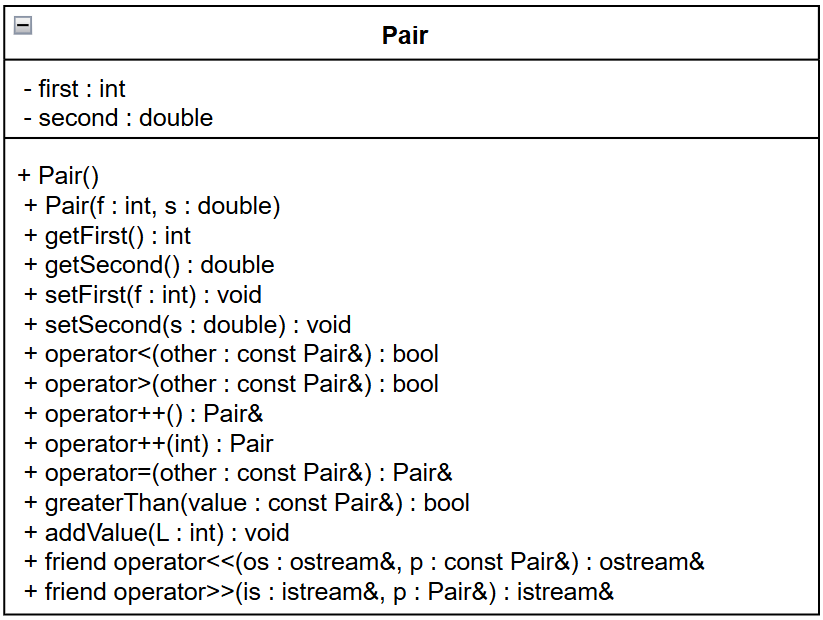 Pair
- first : int
- second : double
+ Pair()
+ Pair(f : int, s : double)
+ getFirst() : int
+ getSecond() : double
+ setFirst(f : int) : void
+ setSecond(s : double) : void
+ operator<(other : const Pair&) : bool
+ operator>(other : const Pair&) : bool
+ operator++() : Pair&
+ operator++(int) : Pair
+ operator=(other : const Pair&) : Pair&
+ greaterThan(value : const Pair&) : bool
+ addValue(L : int) : void
+ friend operator<<(os : ostream&, p : const Pair&) : ostream&
+ friend operator>>(is : istream&, p : Pair&) : istream&